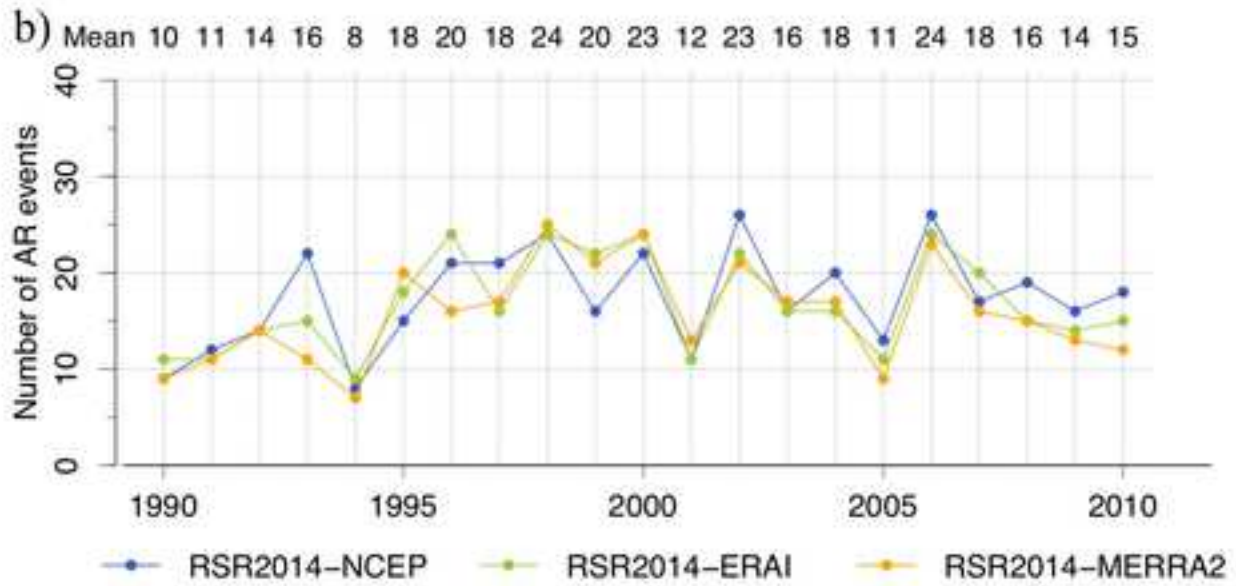 b) Mean 10 11 14 16 8 18 20 18 24 20 23 12 23 16 18 11 24 18 16 14 15
Number of AR events
40
30
20
10
0
1990 1995 2000 2005 2010
RSR2014-NCEP RSR2014-ERAI RSR2014-MERRA2